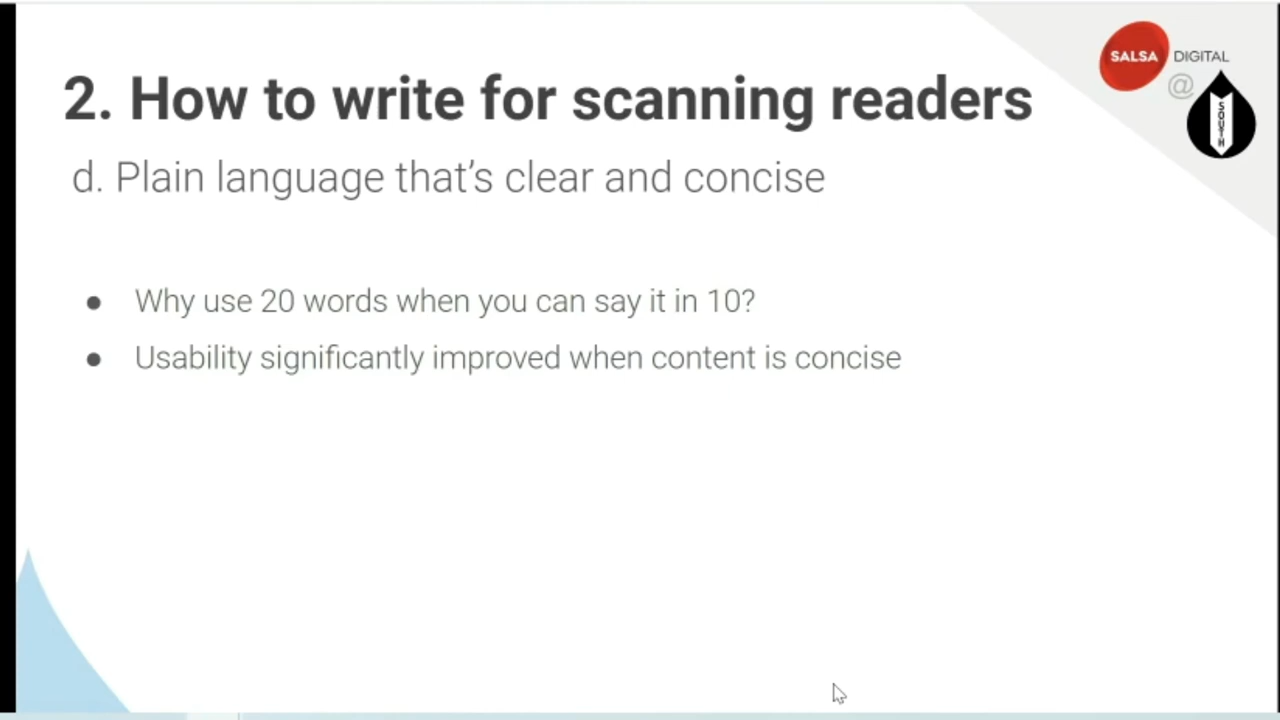 SALSA DIGITAL
@
SOUTH
2. How to write for scanning readers
d. Plain language that’s clear and concise
● Why use 20 words when you can say it in 10?
● Usability significantly improved when content is concise